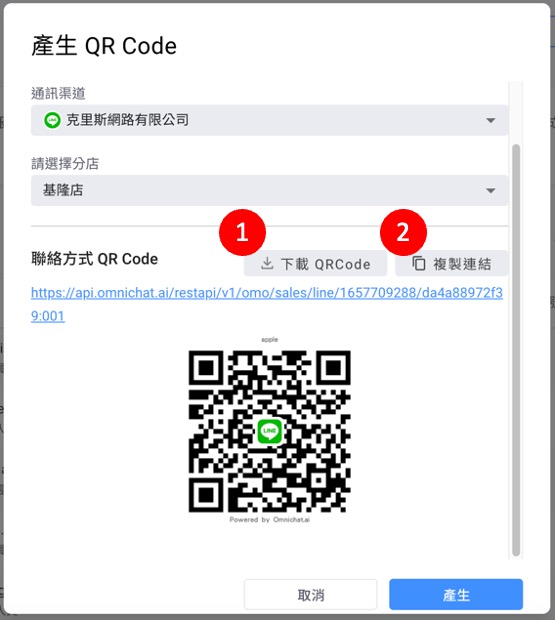 產生 QR Code
通訊渠道
LINE 克里斯網路有限公司
請選擇分店
基隆店
1
2
聯絡方式 QR Code
下載 QRCode
複製連結
https://api.omnichat.ai/restapi/v1/omo/sales/line/1657709288/da4a88972f3
9:001
apple
LINE
Powered by Omnichat.ai
取消
產生